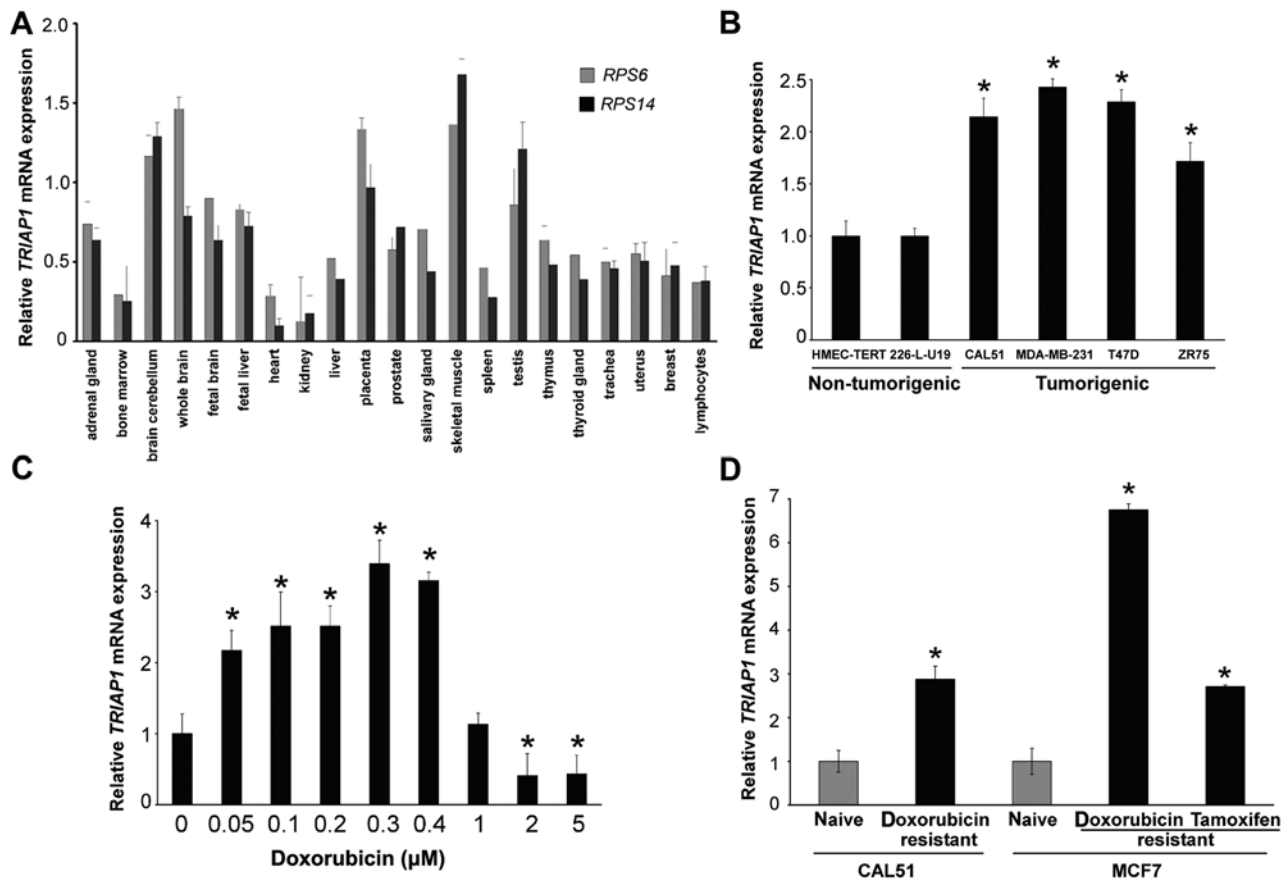 A
Relative TRIAP1 mRNA expression
2.0
1.5
1.0
0.5
0
RPS6
RPS14
adrenal gland
bone marrow
brain cerebellum
whole brain
fetal brain
fetal liver
heart
kidney
liver
placenta
prostate
salivary gland
skeletal muscle
spleen
testis
thymus
thyroid gland
trachea
uterus
breast
lymphocytes
B
Relative TRIAP1 mRNA expression
2.5
2.0
1.5
1.0
0.5
0
* * * *
HMEC-TERT 226-L-U19 CAL51 MDA-MB-231 T47D ZR75
Non-tumorigenic Tumorigenic
C
Relative TRIAP1 mRNA expression
4
3
2
1
0
* * * * * * *
0 0.05 0.1 0.2 0.3 0.4 1 2 5
Doxorubicin (µM)
D
Relative TRIAP1 mRNA expression
7
6
5
4
3
2
1
0
* * *
Naive Doxorubicin Naive Doxorubicin Tamoxifen
resistant resistant
CAL51 MCF7